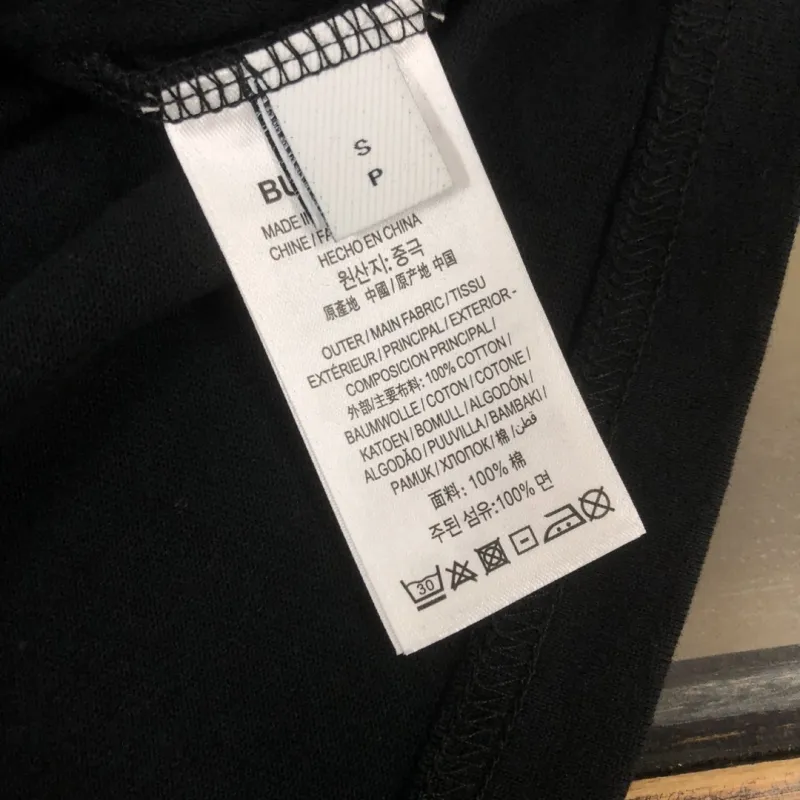 S
P
BU
MADE IN
CHINE / FA
HECHO EN CHINA
원산지: 중국
原產地 中國 / 原产地 中国
OUTER / MAIN FABRIC / TISSU
EXTÉRIEUR / PRINCIPAL / EXTERIOR -
COMPOSICION PRINCIPAL /
外部/主要布料: 100% COTTON /
BAUMWOLLE / COTON / COTONE /
KATOEN / BOMULL / ALGODÓN /
ALGODÃO / PUUVILLA / BAMBAKI /
PAMUK / ХЛОПОК / 棉 / قطن
面料: 100% 棉
주된 섬유:100% 면
30